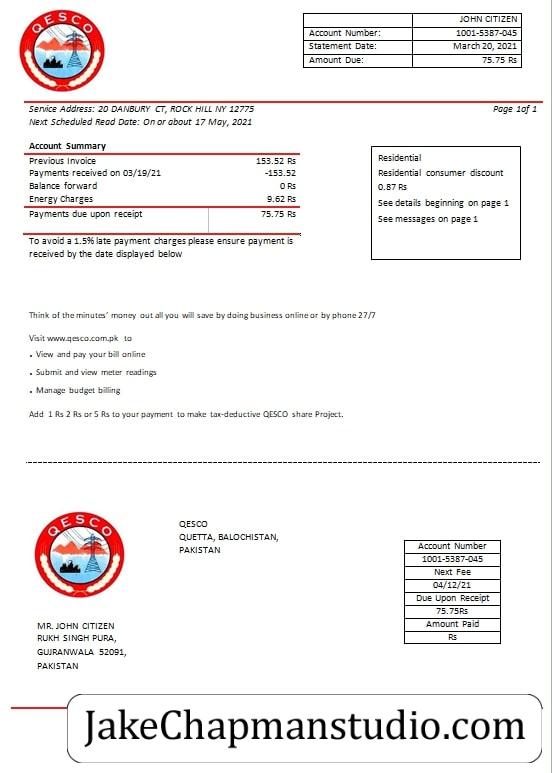 QESCO
JOHN CITIZEN
Account Number: 1001-5387-045
Statement Date: March 20, 2021
Amount Due: 75.75 Rs
Service Address: 20 DANBURY CT, ROCK HILL NY 12775 Page 1of 1
Next Scheduled Read Date: On or about 17 May, 2021
Account Summary
Previous Invoice 153.52 Rs
Payments received on 03/19/21 -153.52
Balance forward 0 Rs
Energy Charges 9.62 Rs
Payments due upon receipt 75.75 Rs
To avoid a 1.5% late payment charges please ensure payment is
received by the date displayed below
Residential
Residential consumer discount
0.87 Rs
See details beginning on page 1
See messages on page 1
Think of the minutes' money out all you will save by doing business online or by phone 27/7
Visit www.qesco.com.pk to
• View and pay your bill online
• Submit and view meter readings
• Manage budget billing
Add 1 Rs 2 Rs or 5 Rs to your payment to make tax-deductive QESCO share Project.
QESCO
QESCO
QUETTA, BALOCHISTAN,
PAKISTAN
Account Number
1001-5387-045
Next Fee
04/12/21
Due Upon Receipt
75.75Rs
Amount Paid
Rs
MR. JOHN CITIZEN
RUKH SINGH PURA,
GUJRANWALA 52091,
PAKISTAN
JakeChapmanstudio.com